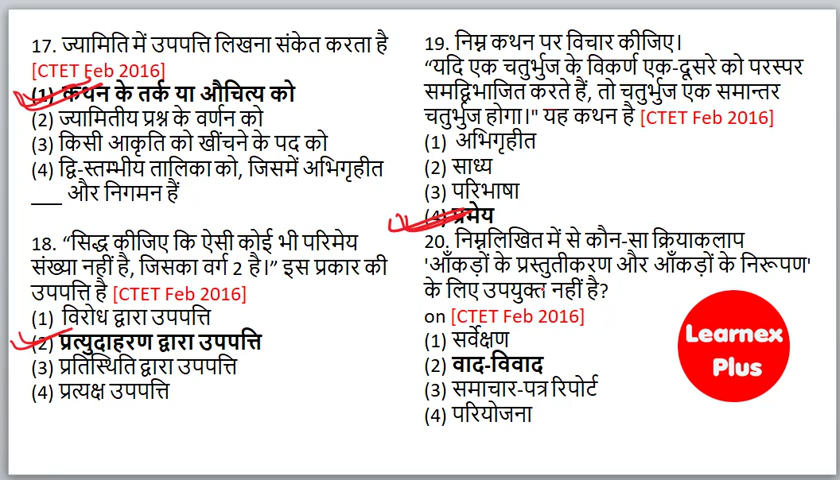 17. ज्यामिति में उपपत्ति लिखना संकेत करता है
[CTET Feb 2016]
(1) कथन के तर्क या औचित्य को
(2) ज्यामितीय प्रश्न के वर्णन को
(3) किसी आकृति को खींचने के पद को
(4) द्वि-स्तम्भीय तालिका को, जिसमें अभिगृहीत
___ और निगमन हैं
18. “सिद्ध कीजिए कि ऐसी कोई भी परिमेय
संख्या नहीं है, जिसका वर्ग 2 है।” इस प्रकार की
उपपत्ति है [CTET Feb 2016]
(1) विरोध द्वारा उपपत्ति
(2) प्रत्युदाहरण द्वारा उपपत्ति
(3) प्रतिस्थिति द्वारा उपपत्ति
(4) प्रत्यक्ष उपपत्ति
19. निम्न कथन पर विचार कीजिए।
“यदि एक चतुर्भुज के विकर्ण एक-दूसरे को परस्पर
समद्विभाजित करते हैं, तो चतुर्भुज एक समान्तर
चतुर्भुज होगा।" यह कथन है [CTET Feb 2016]
(1) अभिगृहीत
(2) साध्य
(3) परिभाषा
(4) प्रमेय
20. निम्नलिखित में से कौन-सा क्रियाकलाप
'आँकड़ों के प्रस्तुतीकरण और आँकड़ों के निरूपण'
के लिए उपयुक्त नहीं है?
on [CTET Feb 2016]
(1) सर्वेक्षण
(2) वाद-विवाद
(3) समाचार-पत्र रिपोर्ट
(4) परियोजना
Learnex
Plus